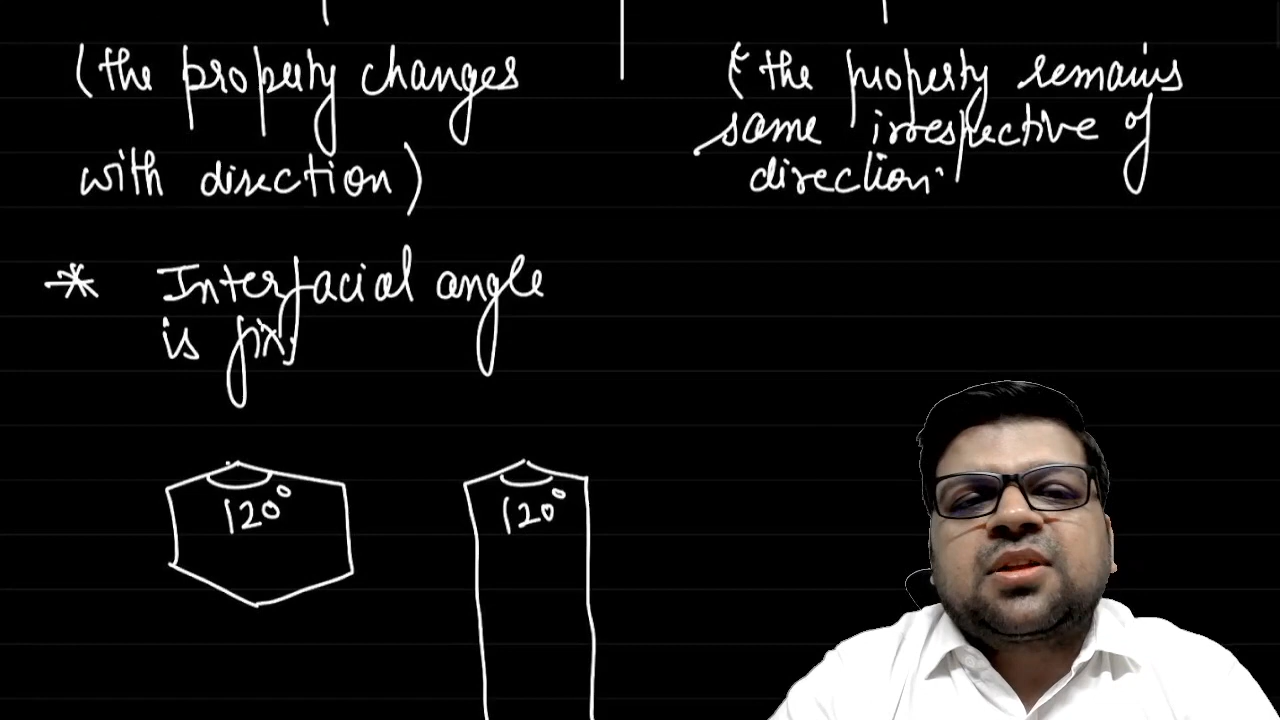 (the property changes
with direction)
(the property remains
same irrespective of
direction.
* Interfacial angle
is fix.
120°
120°